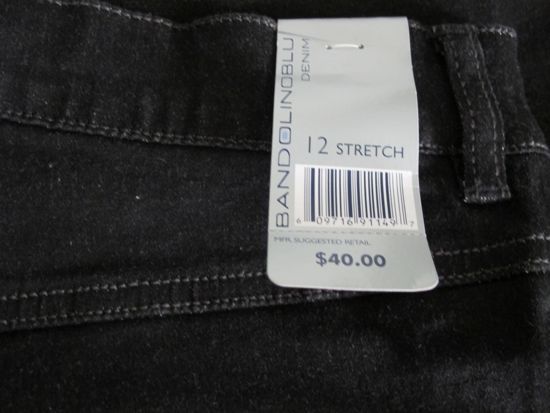 BANDOLINOBLU
DENIM
12 STRETCH
6 09716 91149 7
MFR. SUGGESTED RETAIL
$40.00